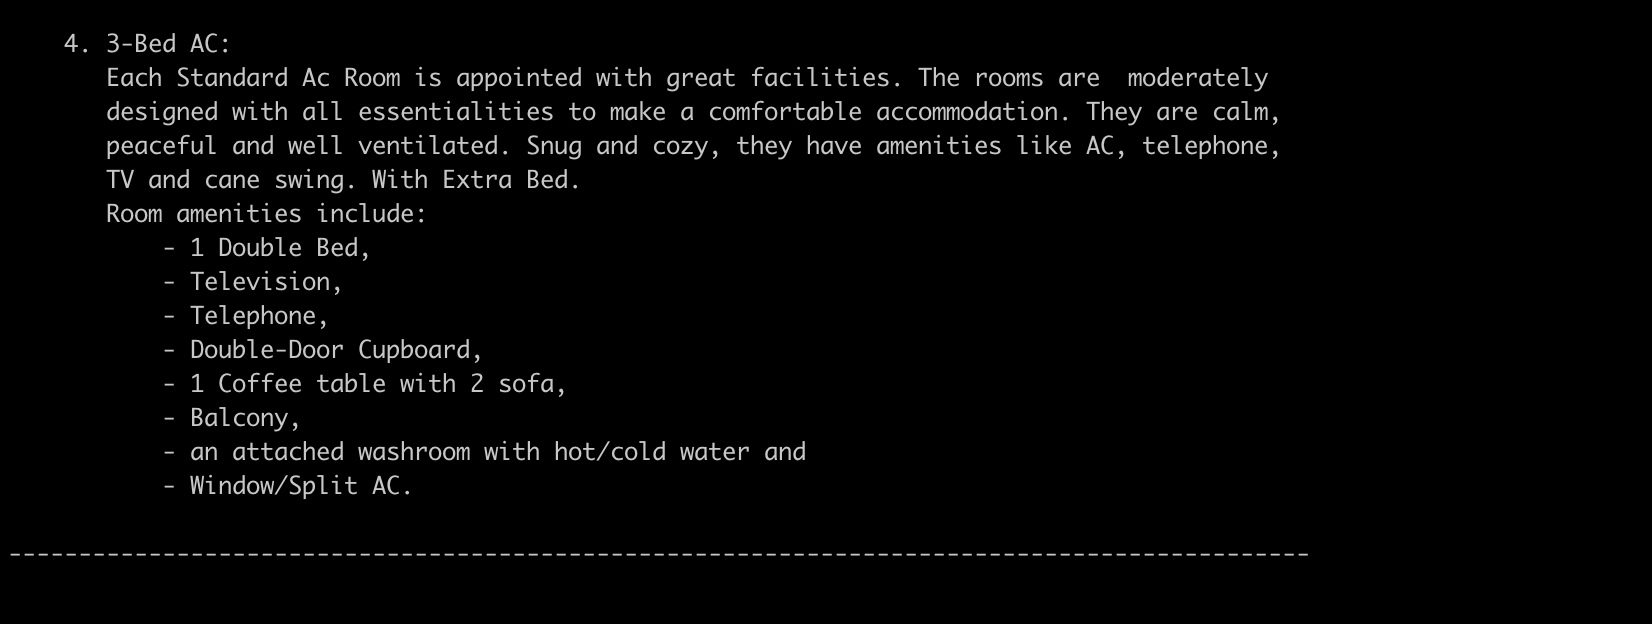 4. 3-Bed AC:
Each Standard Ac Room is appointed with great facilities. The rooms are  moderately
designed with all essentialities to make a comfortable accommodation. They are calm,
peaceful and well ventilated. Snug and cozy, they have amenities like AC, telephone,
TV and cane swing. With Extra Bed.
Room amenities include:
- 1 Double Bed,
- Television,
- Telephone,
- Double-Door Cupboard,
- 1 Coffee table with 2 sofa,
- Balcony,
- an attached washroom with hot/cold water and
- Window/Split AC.
---------------------------------------------------------------------------------------------